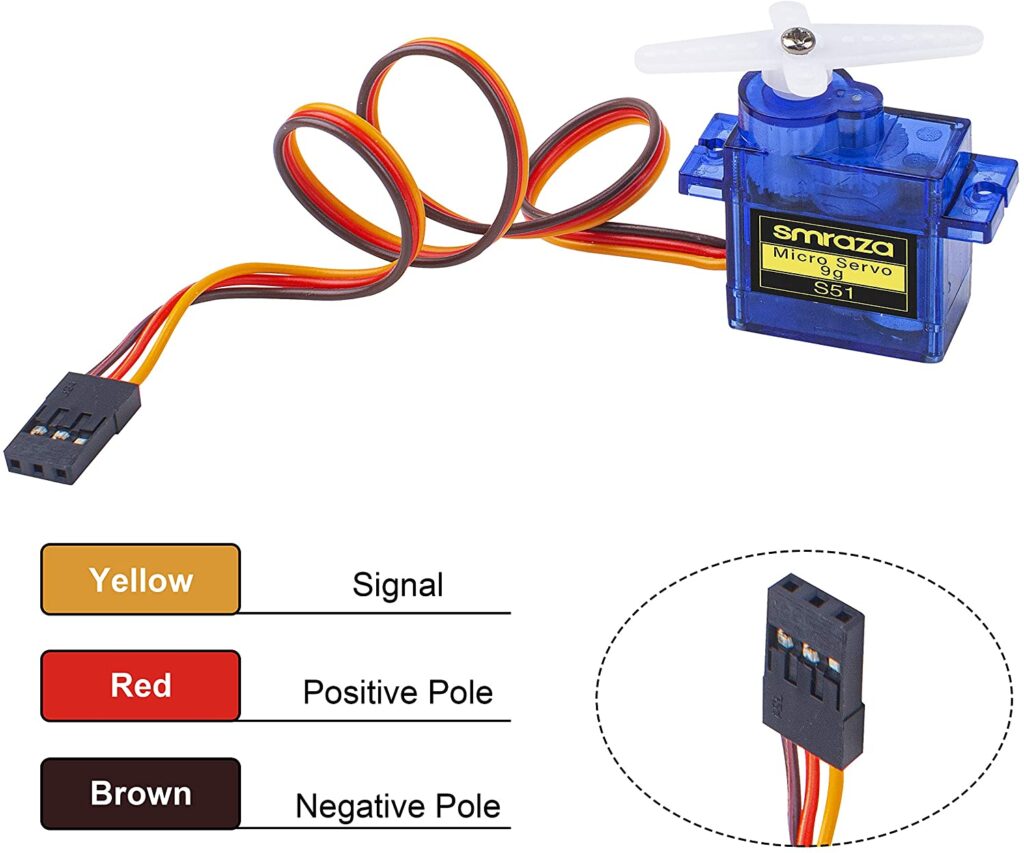 smraza
Micro Servo
9g
S51
Yellow
Signal
Red
Positive Pole
Brown
Negative Pole